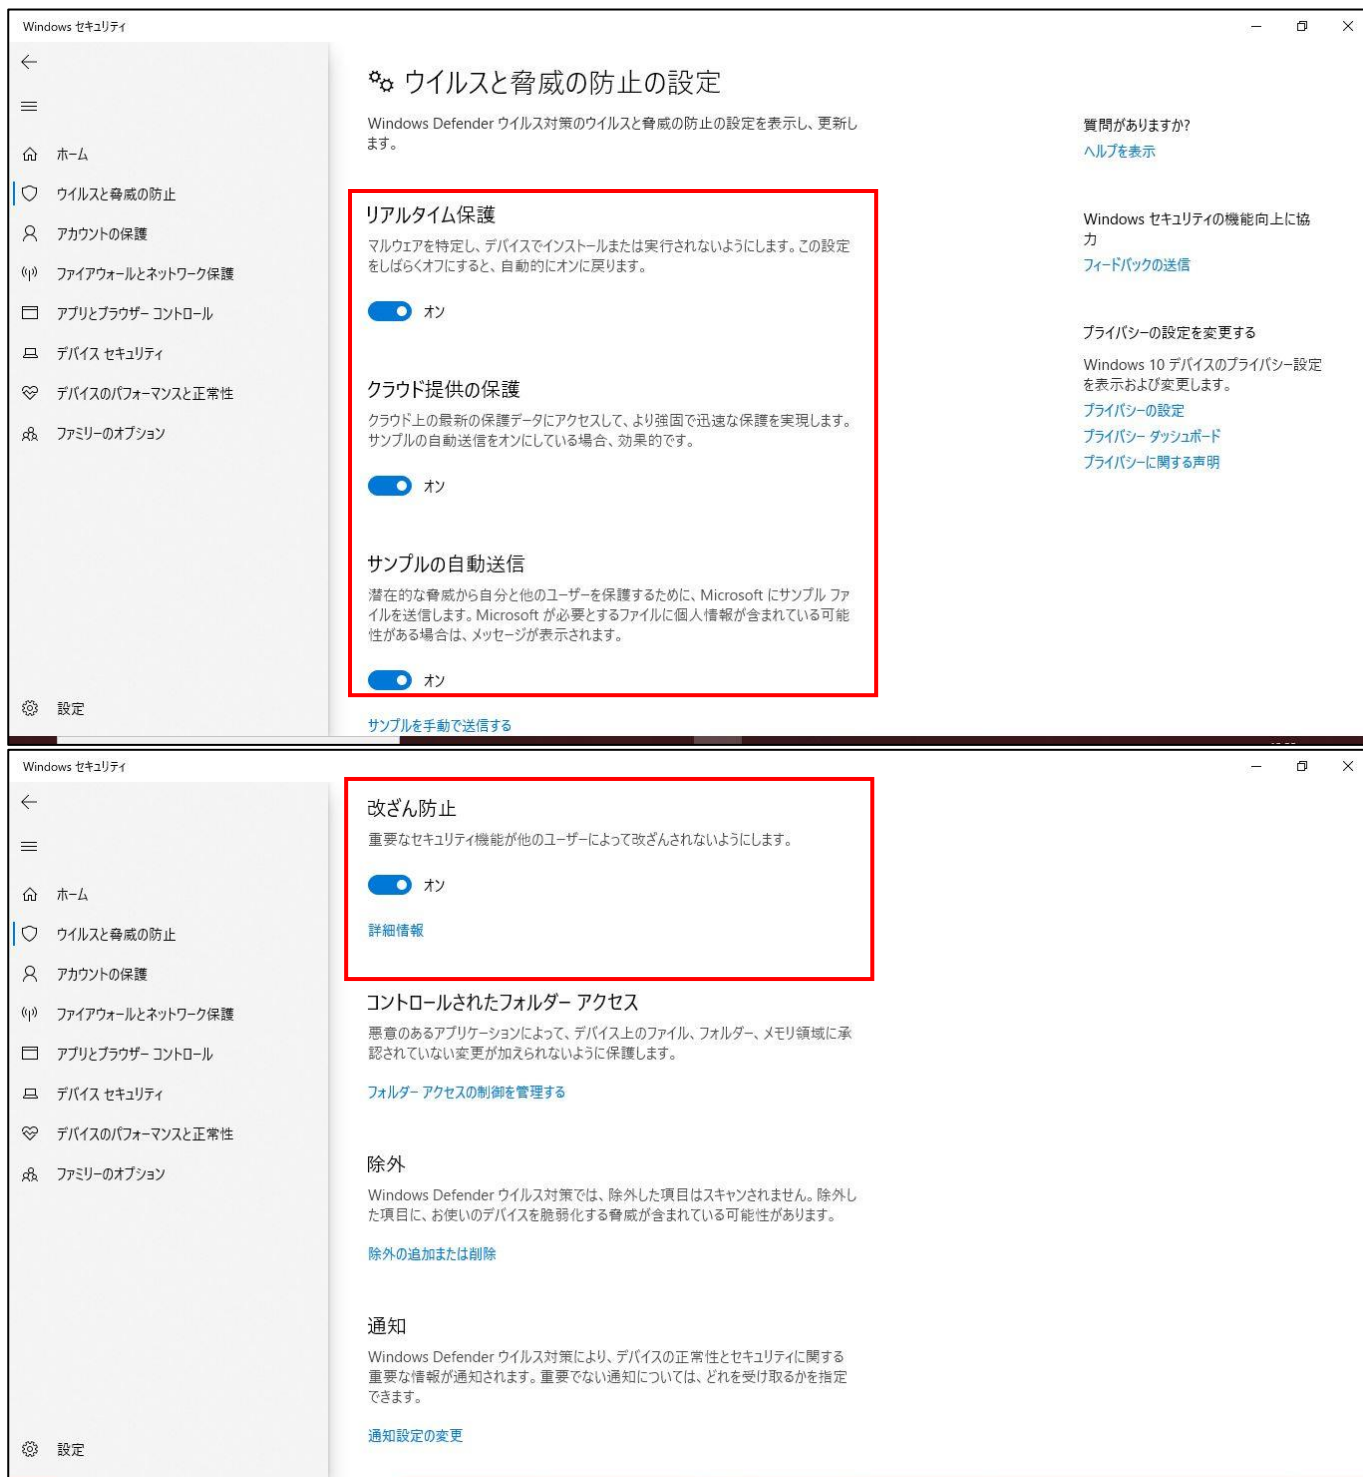 Windows セキュリティ
ホーム
ウイルスと脅威の防止
アカウントの保護
ファイアウォールとネットワーク保護
アプリとブラウザー コントロール
デバイス セキュリティ
デバイスのパフォーマンスと正常性
ファミリーのオプション
設定
ウイルスと脅威の防止の設定
Windows Defender ウイルス対策のウイルスと脅威の防止の設定を表示し、更新し
ます。
リアルタイム保護
マルウェアを特定し、デバイスでインストールまたは実行されないようにします。この設定
をしばらくオフにすると、自動的にオンに戻ります。
オン
クラウド提供の保護
クラウド上の最新の保護データにアクセスして、より強固で迅速な保護を実現します。
サンプルの自動送信をオンにしている場合、効果的です。
オン
サンプルの自動送信
潜在的な脅威から自分と他のユーザーを保護するために、Microsoft にサンプル ファ
イルを送信します。Microsoft が必要とするファイルに個人情報が含まれている可能
性がある場合は、メッセージが表示されます。
オン
サンプルを手動で送信する
質問がありますか?
ヘルプを表示
Windows セキュリティの機能向上に協
力
フィードバックの送信
プライバシーの設定を変更する
Windows 10 デバイスのプライバシー設定
を表示および変更します。
プライバシーの設定
プライバシー ダッシュボード
プライバシーに関する声明
Windows セキュリティ
ホーム
ウイルスと脅威の防止
アカウントの保護
ファイアウォールとネットワーク保護
アプリとブラウザー コントロール
デバイス セキュリティ
デバイスのパフォーマンスと正常性
ファミリーのオプション
設定
改ざん防止
重要なセキュリティ機能が他のユーザーによって改ざんされないようにします。
オン
詳細情報
コントロールされたフォルダー アクセス
悪意のあるアプリケーションによって、デバイス上のファイル、フォルダー、メモリ領域に承
認されていない変更が加えられないように保護します。
フォルダー アクセスの制御を管理する
除外
Windows Defender ウイルス対策では、除外した項目はスキャンされません。除外し
た項目に、お使いのデバイスを脆弱化する脅威が含まれている可能性があります。
除外の追加または削除
通知
Windows Defender ウイルス対策により、デバイスの正常性とセキュリティに関する
重要な情報が通知されます。重要でない通知については、どれを受け取るかを指定
できます。
通知設定の変更